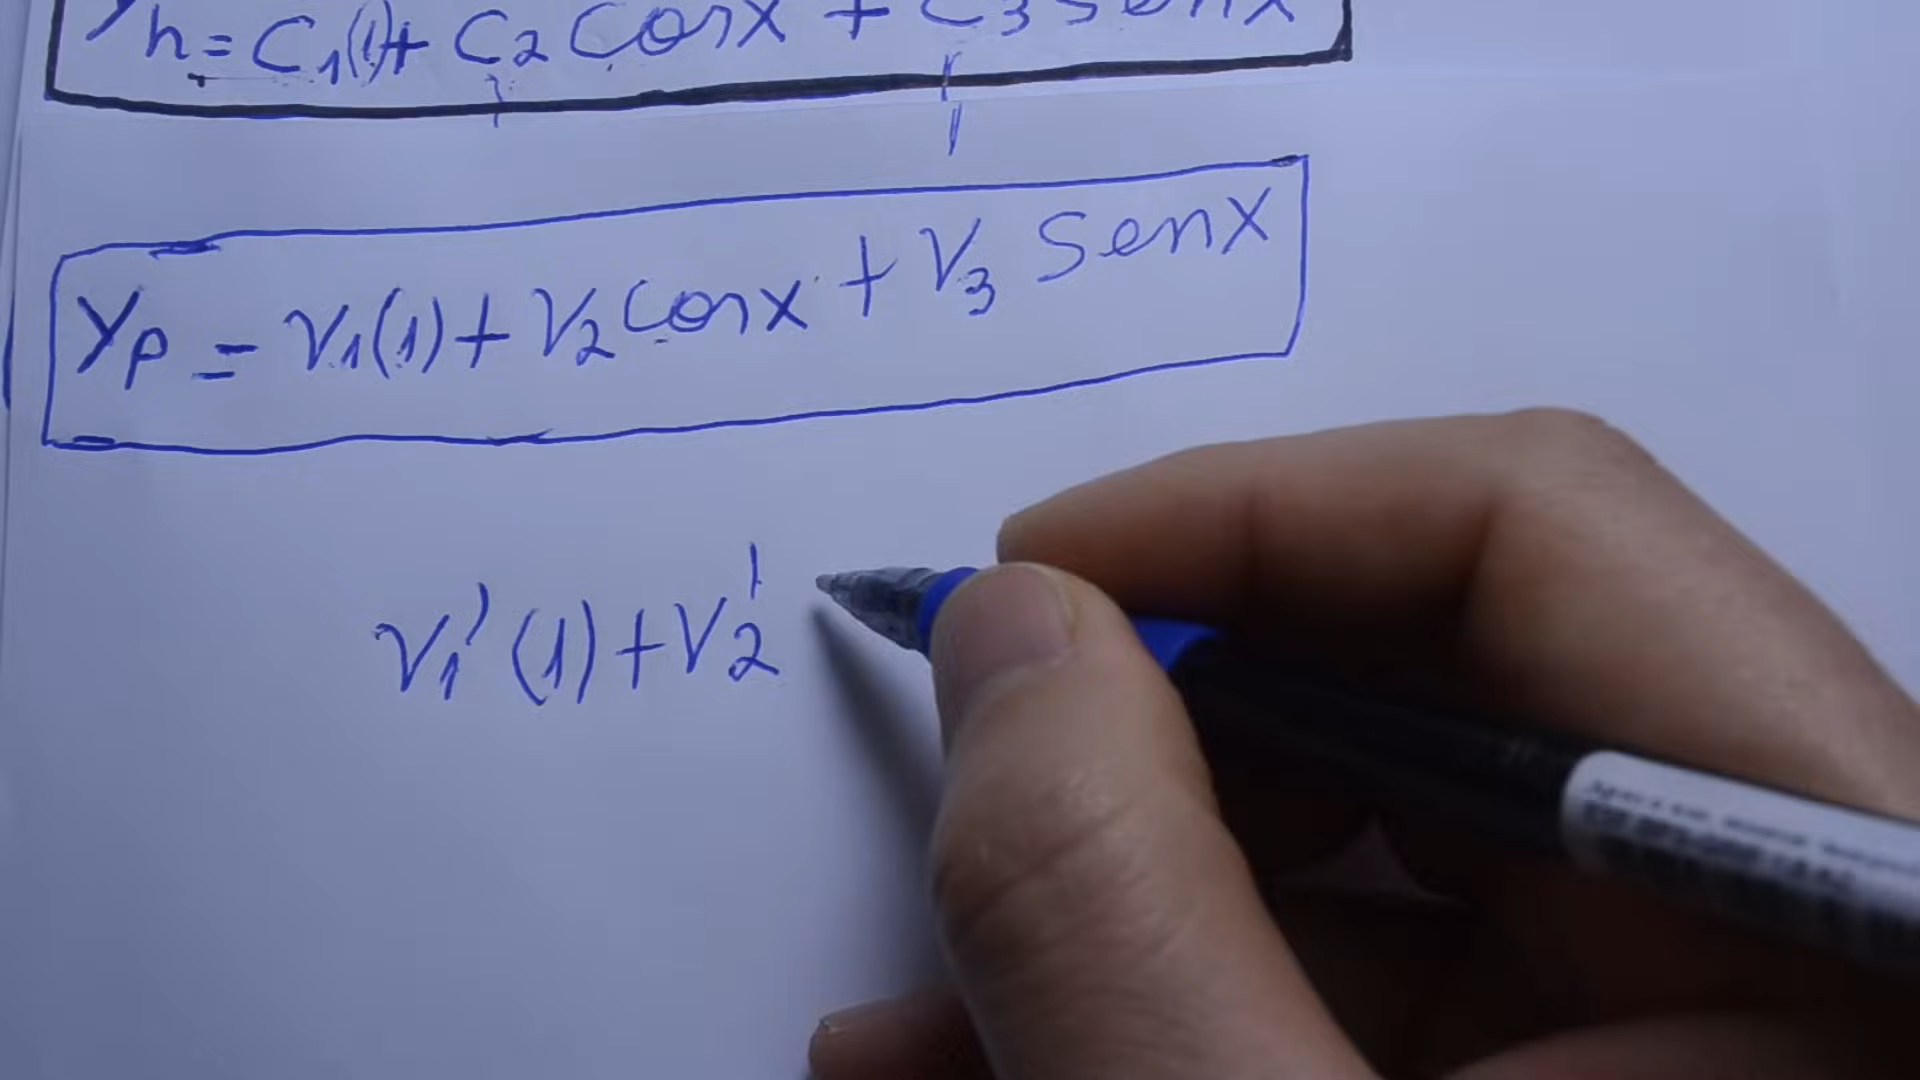 yh = C1(1) + C2 Cosx + C3 Senx
Yp = V1(1) + V2 Cosx + V3 Senx
V1' (1) + V2'